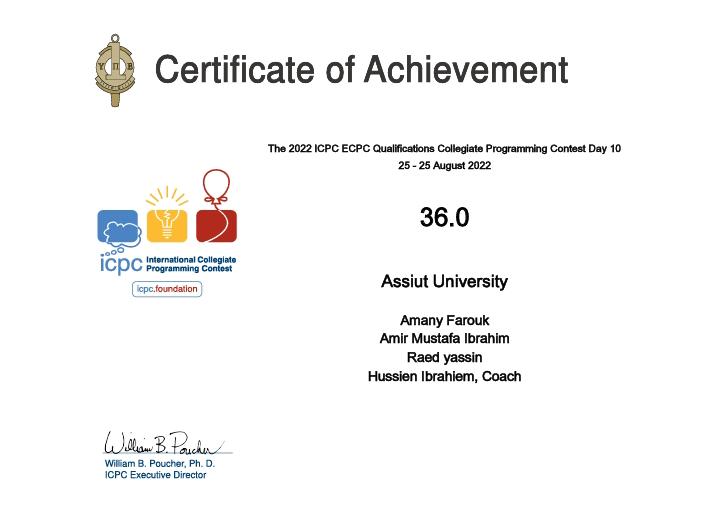 Certificate of Achievement
The 2022 ICPC ECPC Qualifications Collegiate Programming Contest Day 10
25 - 25 August 2022
36.0
icpc International Collegiate
Programming Contest
icpc.foundation
Assiut University
Amany Farouk
Amir Mustafa Ibrahim
Raed yassin
Hussien Ibrahiem, Coach
William B. Poucher
William B. Poucher, Ph. D.
ICPC Executive Director